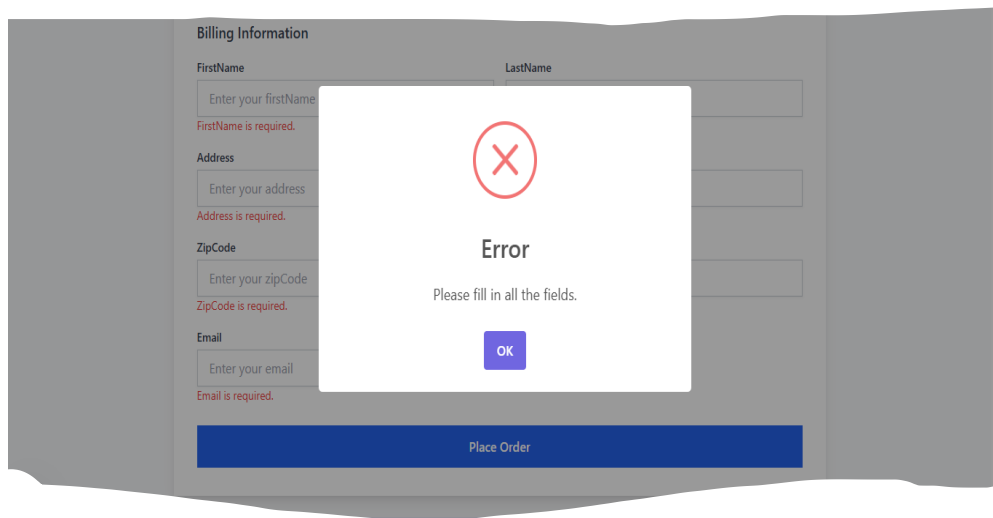 Billing Information
FirstName LastName
Enter your firstName
FirstName is required.
Address
Enter your address
Address is required.
ZipCode
Enter your zipCode
ZipCode is required.
Email
Enter your email
Email is required.
Error
Please fill in all the fields.
OK
Place Order